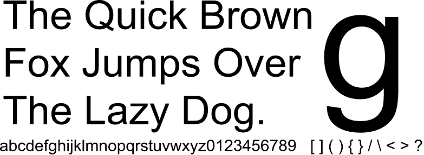 The Quick Brown
Fox Jumps Over
The Lazy Dog.
g
abcdefghijklmnopqrstuvwxyz0123456789 [ ] ( ) { } / \ < > ?